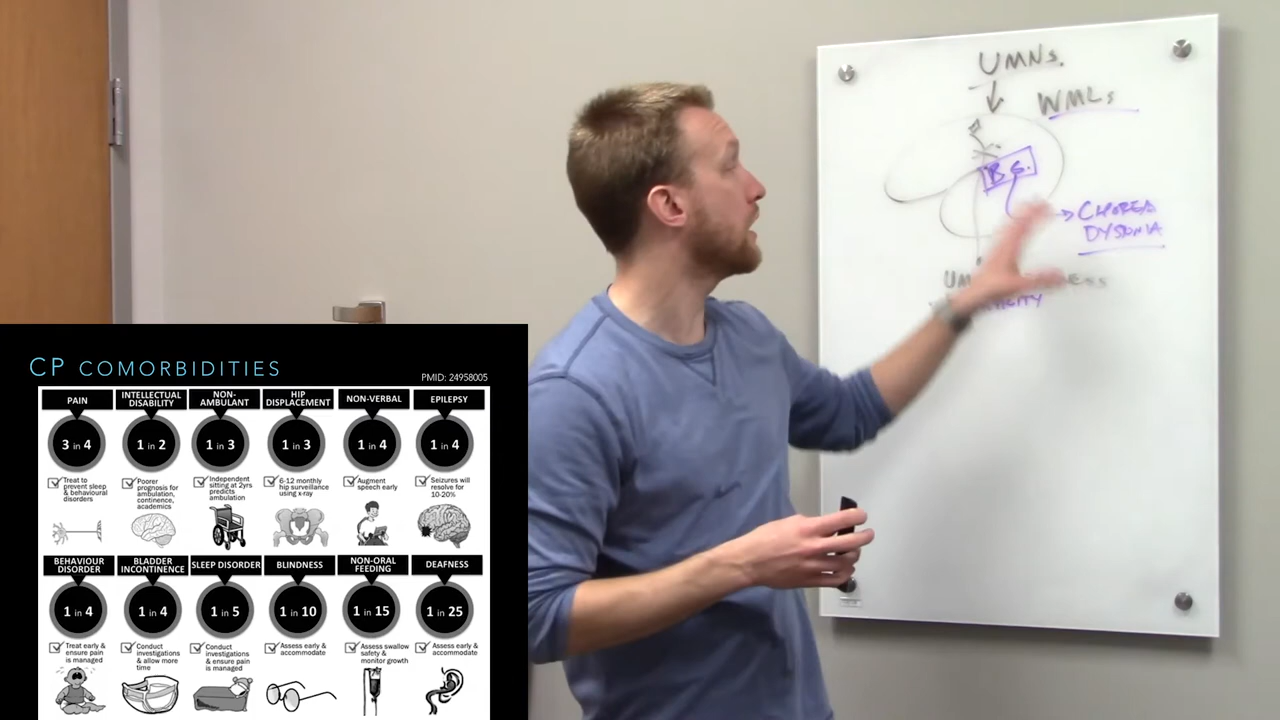 UMNs.
WMLs
B G.
CHOREA
DYSONIA
CP COMORBIDITIES
PMID: 24958005
PAIN
3 in 4
Treat to
prevent sleep
& behavioural
disorders
INTELLECTUAL
DISABILITY
1 in 2
Poorer
prognosis for
ambulation,
continence,
academics
NON-
AMBULANT
1 in 3
Independent
sitting at 2yrs
predicts
ambulation
HIP
DISPLACEMENT
1 in 3
6-12 monthly
hip surveillance
using x-ray
NON-VERBAL
1 in 4
Augment
speech early
EPILEPSY
1 in 4
Seizures will
resolve for
10-20%
BEHAVIOUR
DISORDER
1 in 4
Treat early &
ensure pain
is managed
BLADDER
INCONTINENCE
1 in 4
Conduct
investigations
& allow more
time
SLEEP DISORDER
1 in 5
Conduct
investigations
& ensure pain
is managed
BLINDNESS
1 in 10
Assess early &
accommodate
NON-ORAL
FEEDING
1 in 15
Assess swallow
safety &
monitor growth
DEAFNESS
1 in 25
Assess early &
accommodate